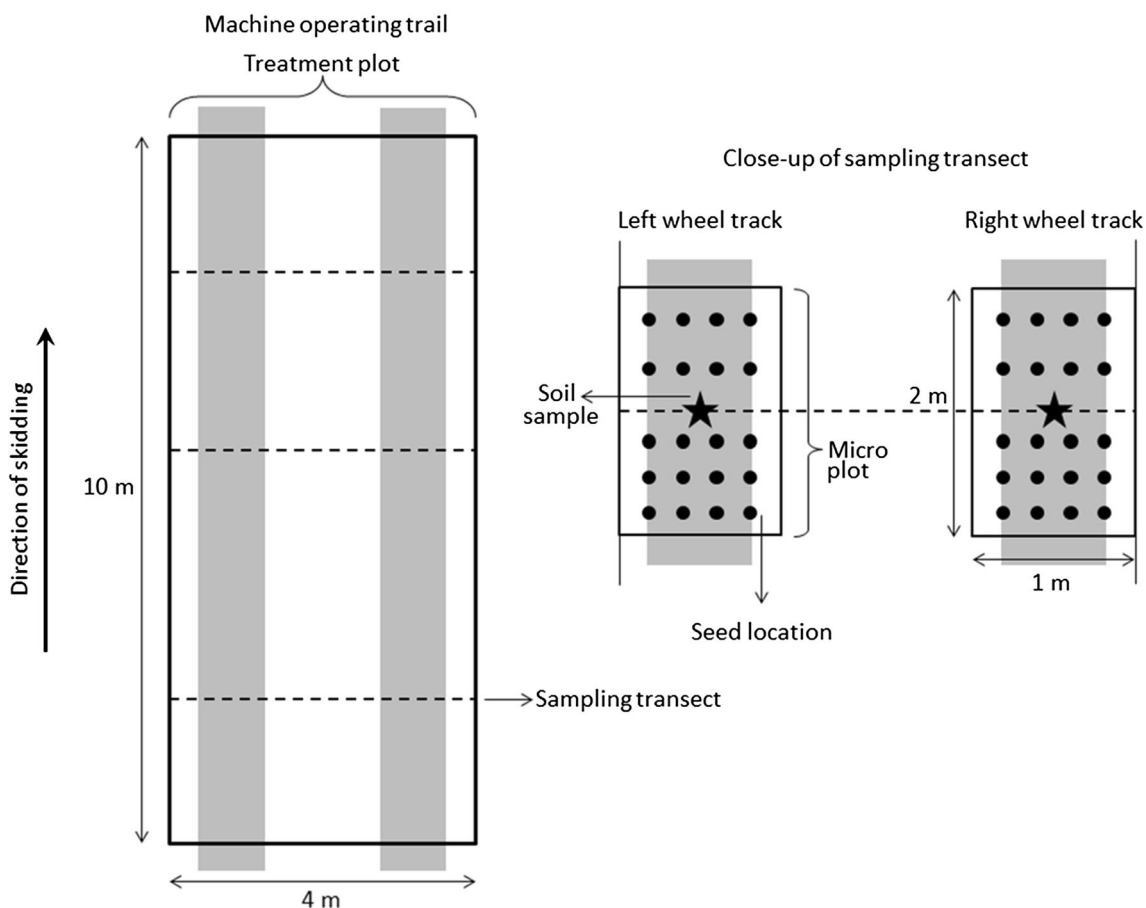 Machine operating trail
Treatment plot
Direction of skidding
10 m
4 m
Sampling transect
Close-up of sampling transect
Left wheel track
Right wheel track
Soil
sample
2 m
Micro
plot
1 m
Seed location